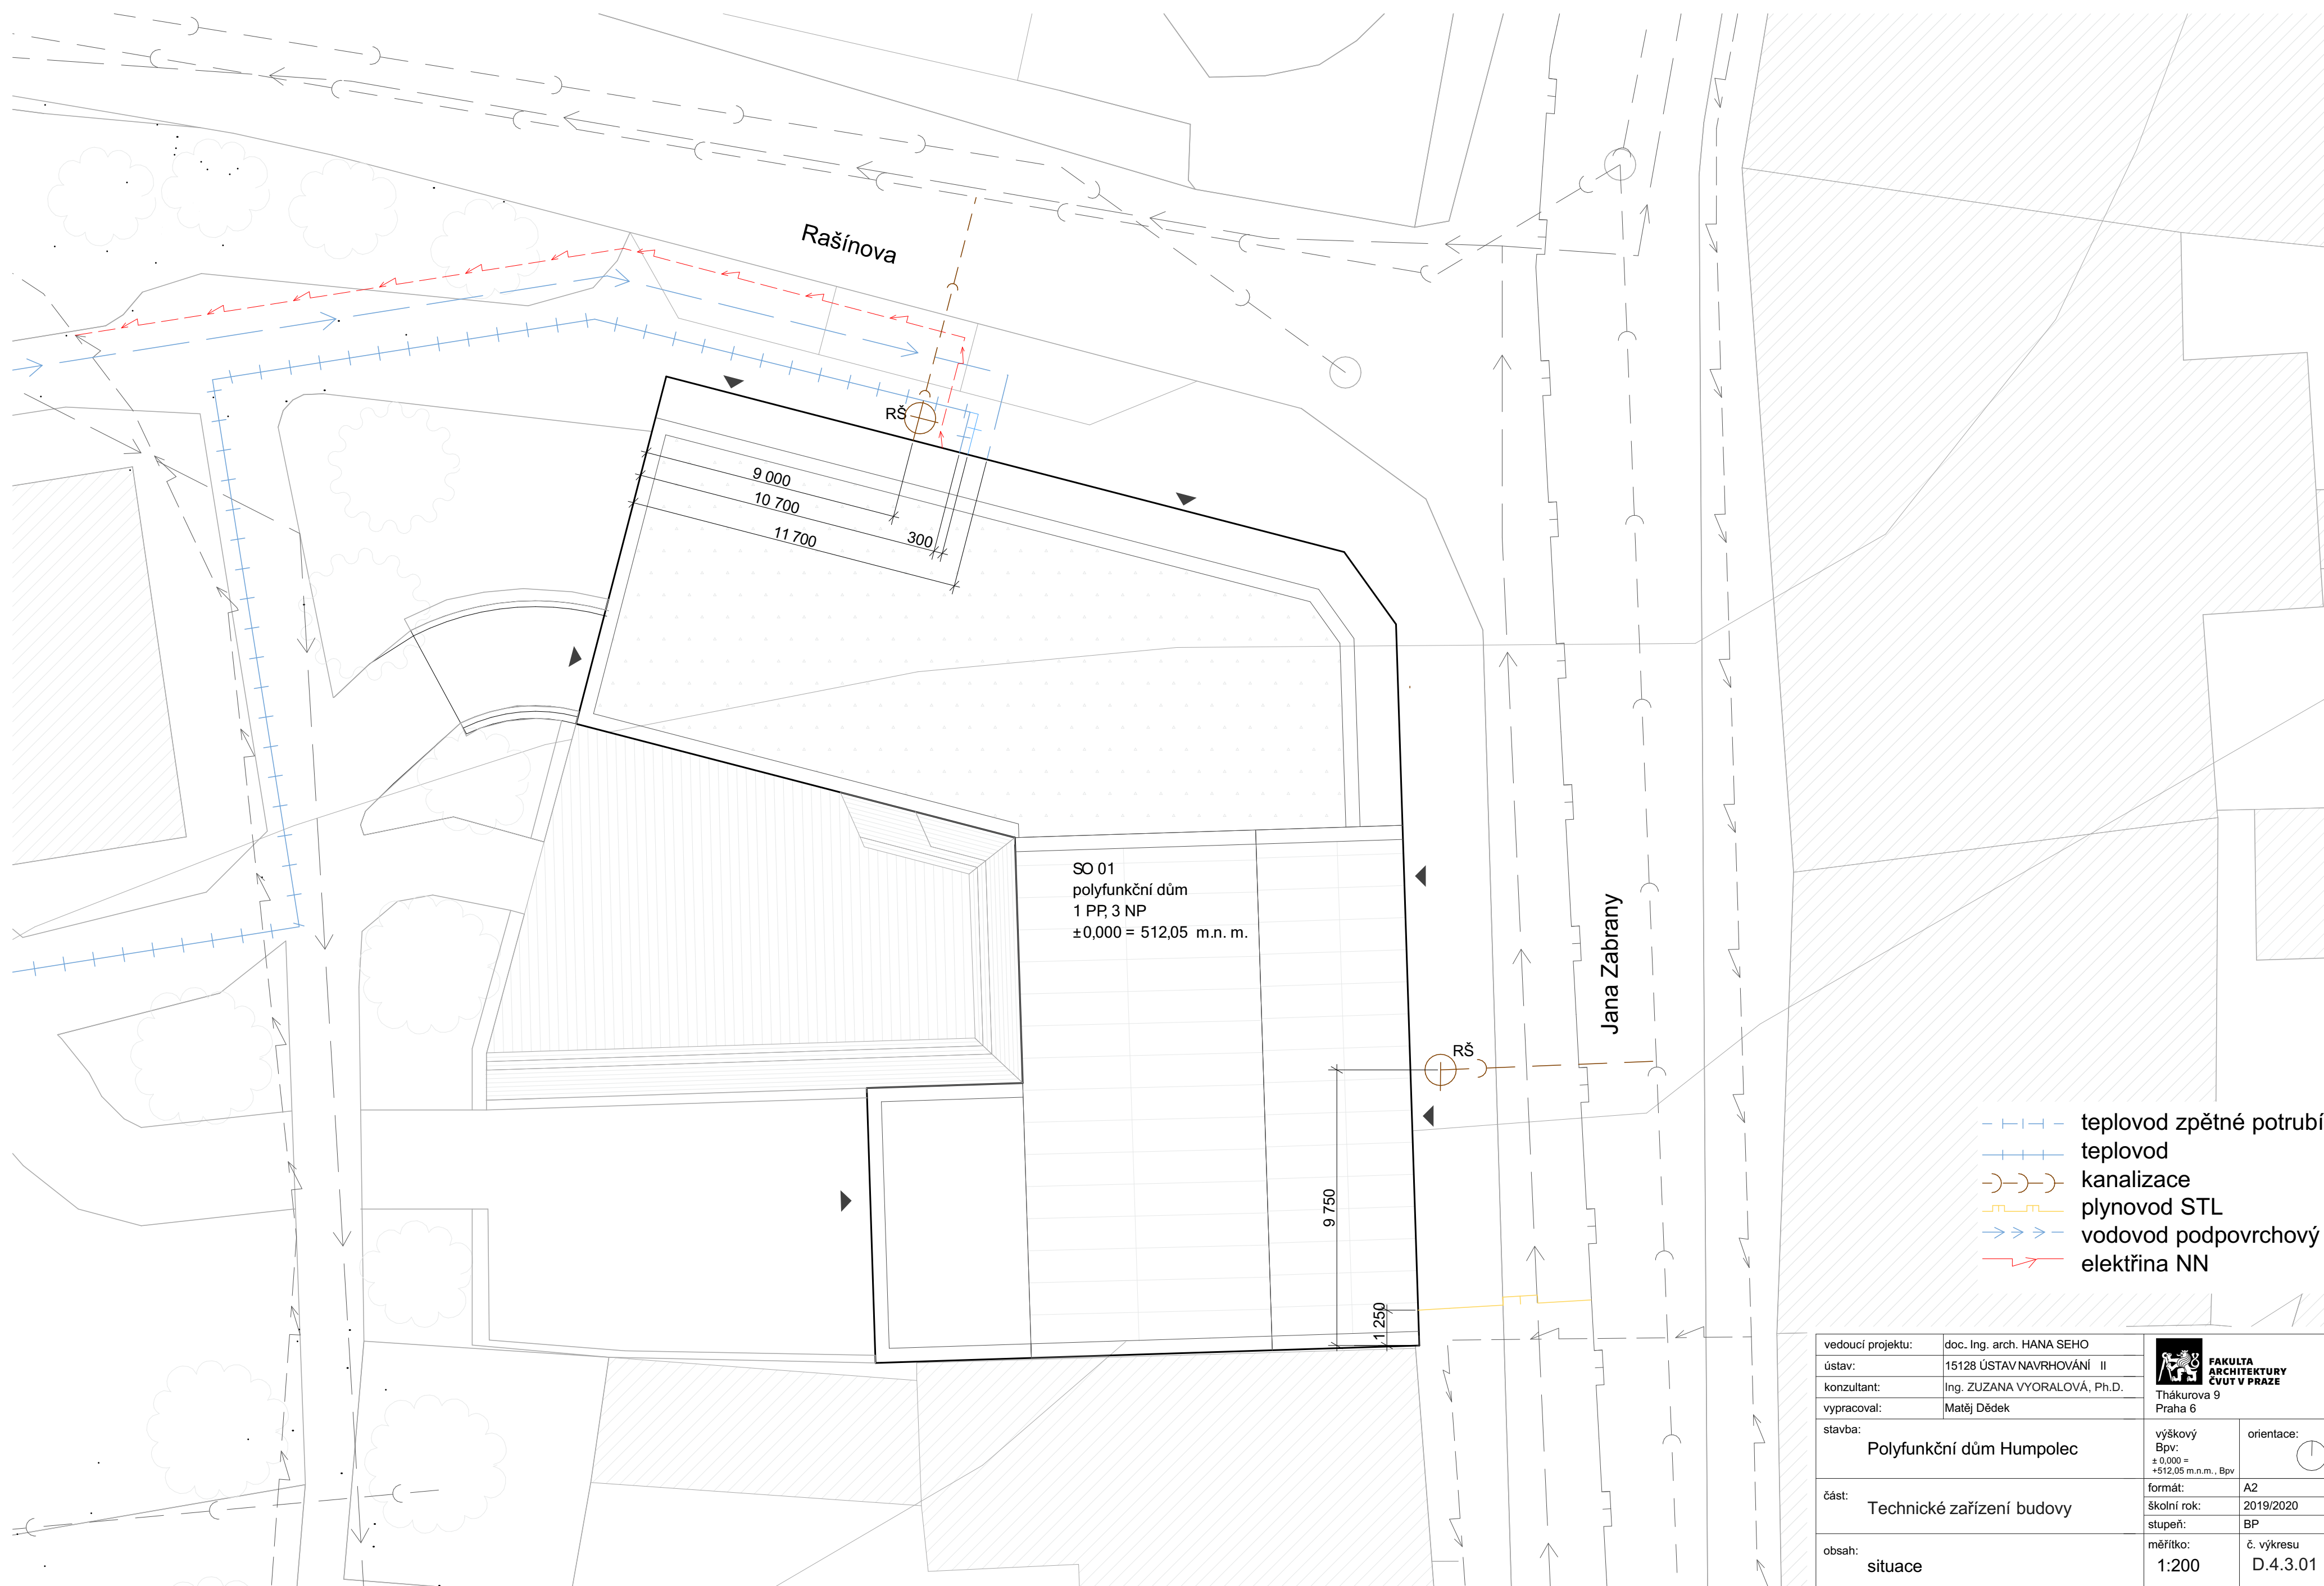 Rašínova
RŠ
9 000
10 700
300
11 700
SO 01
polyfunkční dům
1 PP, 3 NP
±0,000 = 512,05 m.n. m.
Jana Zabrany
RŠ
9 750
1 250
teplovod zpětné potrubí
teplovod
kanalizace
plynovod STL
vodovod podpovrchový
elektřina NN
vedoucí projektu: doc. Ing. arch. HANA SEHO
ústav: 15128 ÚSTAV NAVRHOVÁNÍ II
konzultant: Ing. ZUZANA VYORALOVÁ, Ph.D.
vypracoval: Matěj Dědek
FAKULTA
ARCHITEKTURY
ČVUT V PRAZE
Thákurova 9
Praha 6
stavba:
Polyfunkční dům Humpolec
výškový
Bpv:
± 0,000 =
+512,05 m.n.m. , Bpv
orientace:
část:
Technické zařízení budovy
formát: A2
školní rok: 2019/2020
stupeň: BP
obsah:
situace
měřítko:
1:200
č. výkresu
D.4.3.01